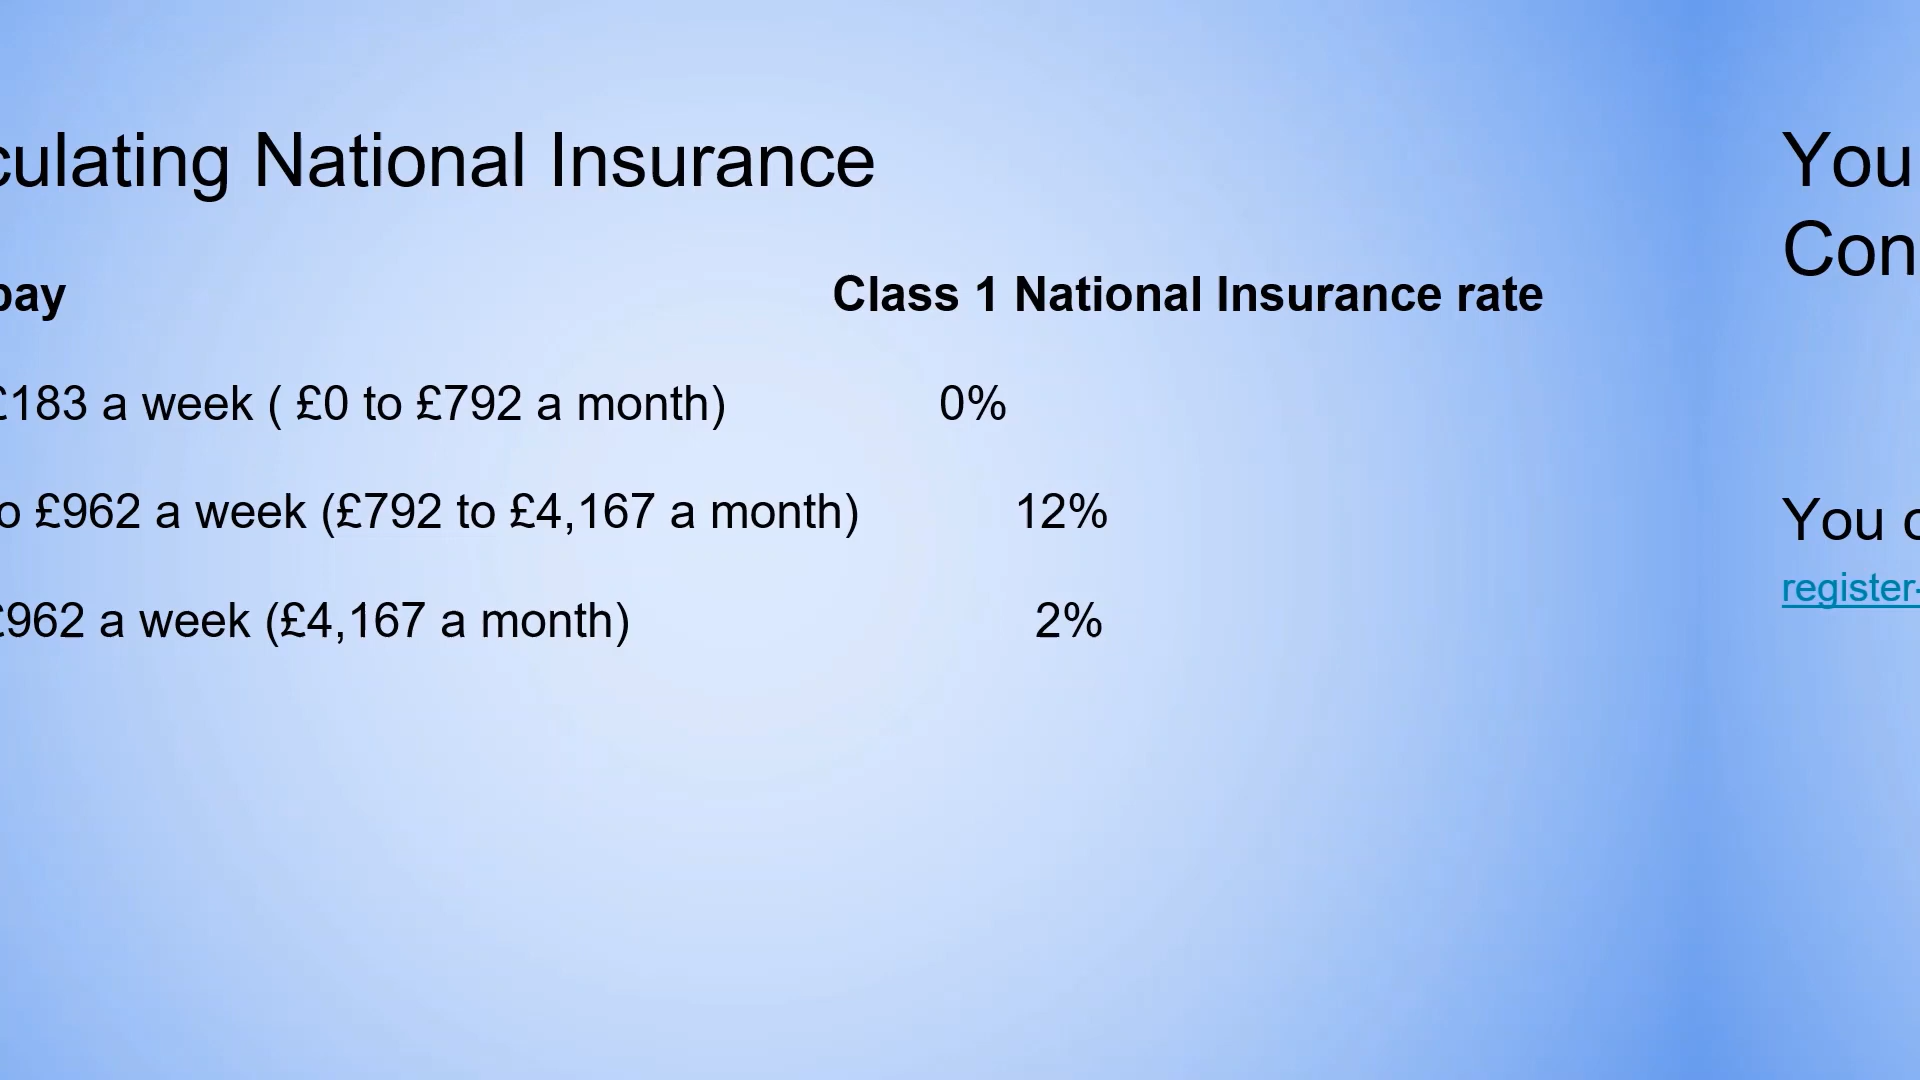 culating National Insurance
pay Class 1 National Insurance rate
£183 a week ( £0 to £792 a month) 0%
o £962 a week (£792 to £4,167 a month) 12%
£962 a week (£4,167 a month) 2%
You
Con
You c
register-